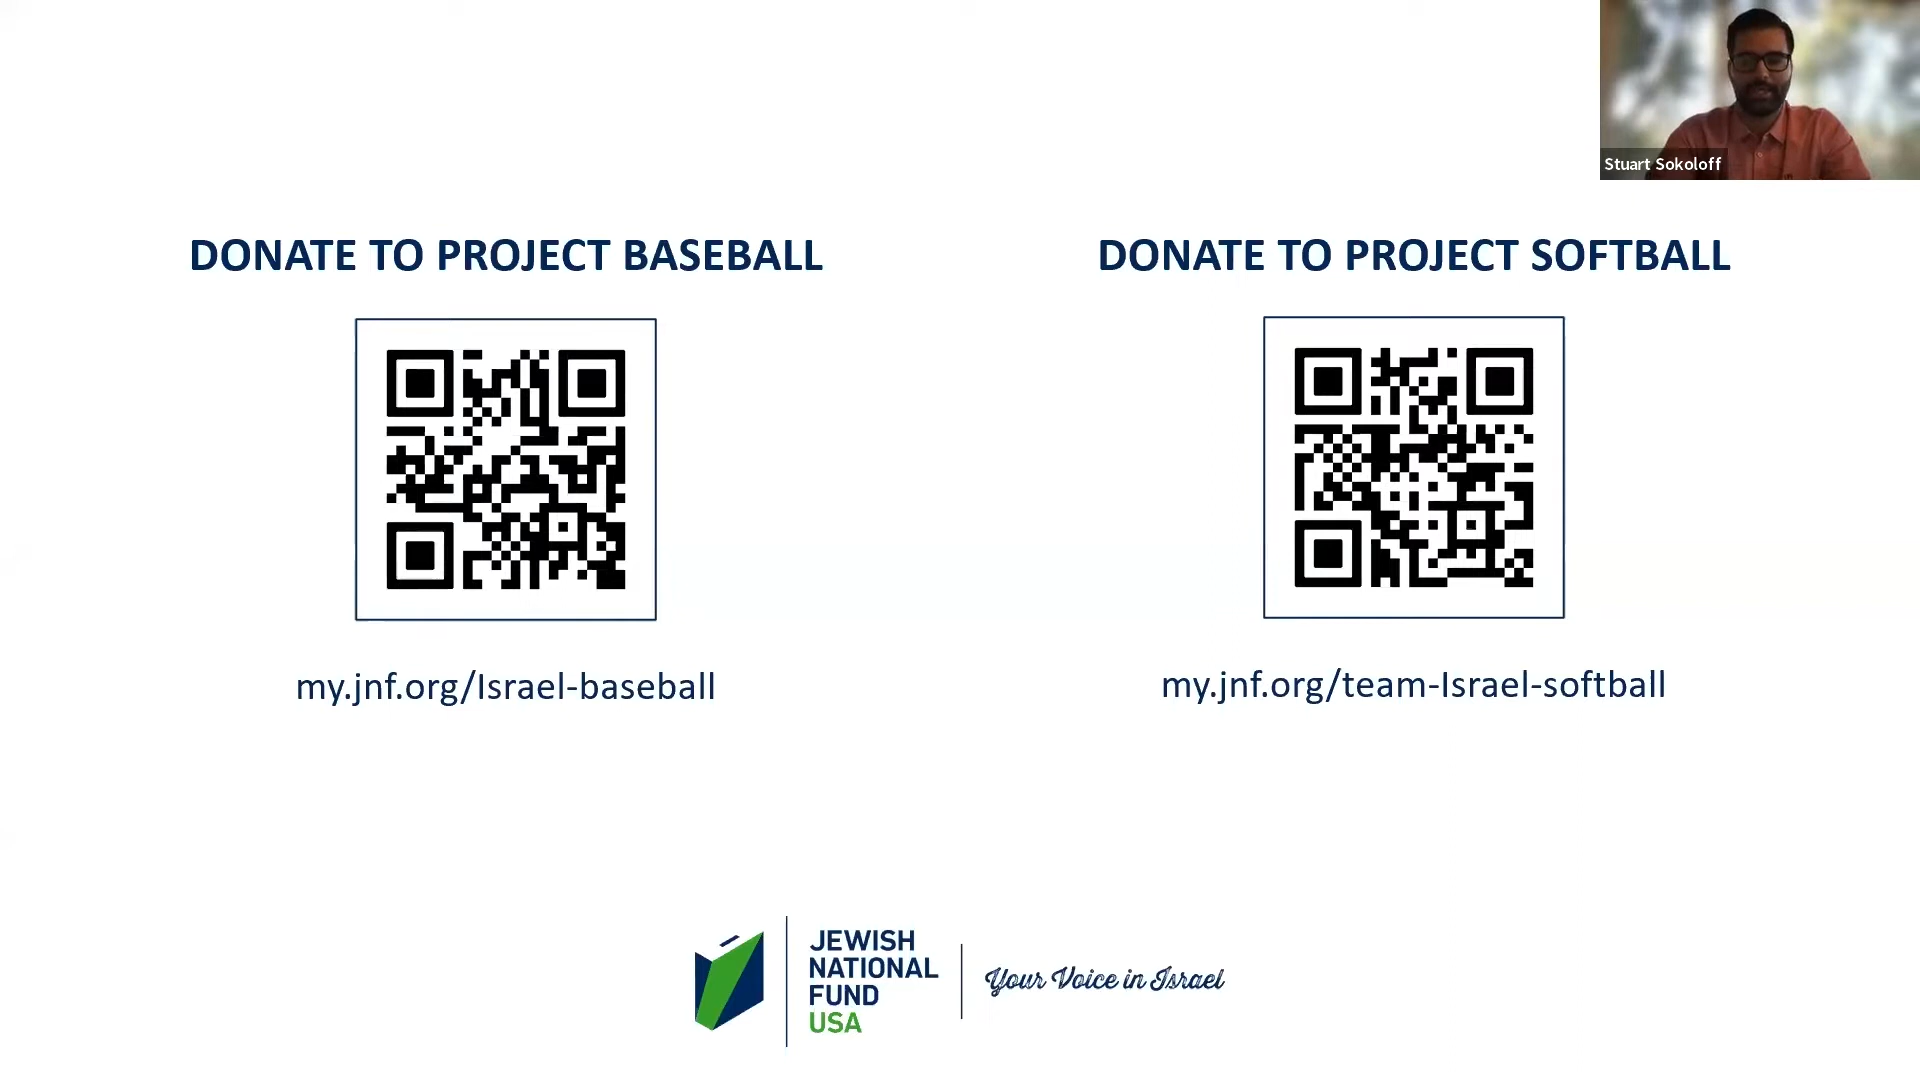 Stuart Sokoloff
DONATE TO PROJECT BASEBALL
DONATE TO PROJECT SOFTBALL
my.jnf.org/Israel-baseball
my.jnf.org/team-Israel-softball
JEWISH
NATIONAL
FUND
USA
Your Voice in Israel